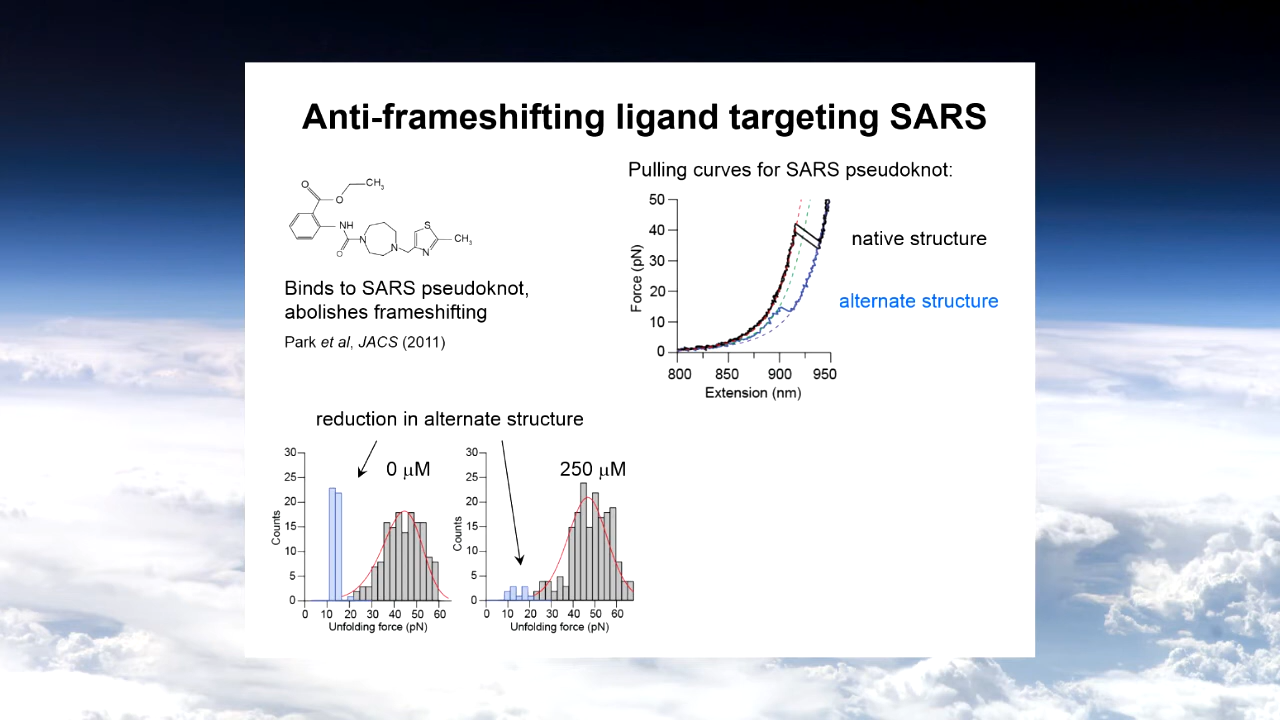 Anti-frameshifting ligand targeting SARS
O
O
CH3
NH
O
N
N
S
N
CH3
Binds to SARS pseudoknot,
abolishes frameshifting
Park et al, JACS (2011)
Pulling curves for SARS pseudoknot:
50
40
30
20
10
0
Force (pN)
800 850 900 950
Extension (nm)
native structure
alternate structure
reduction in alternate structure
0 μM
30
25
20
15
10
5
0
Counts
0 10 20 30 40 50 60
Unfolding force (pN)
250 μM
30
25
20
15
10
5
0
Counts
0 10 20 30 40 50 60
Unfolding force (pN)